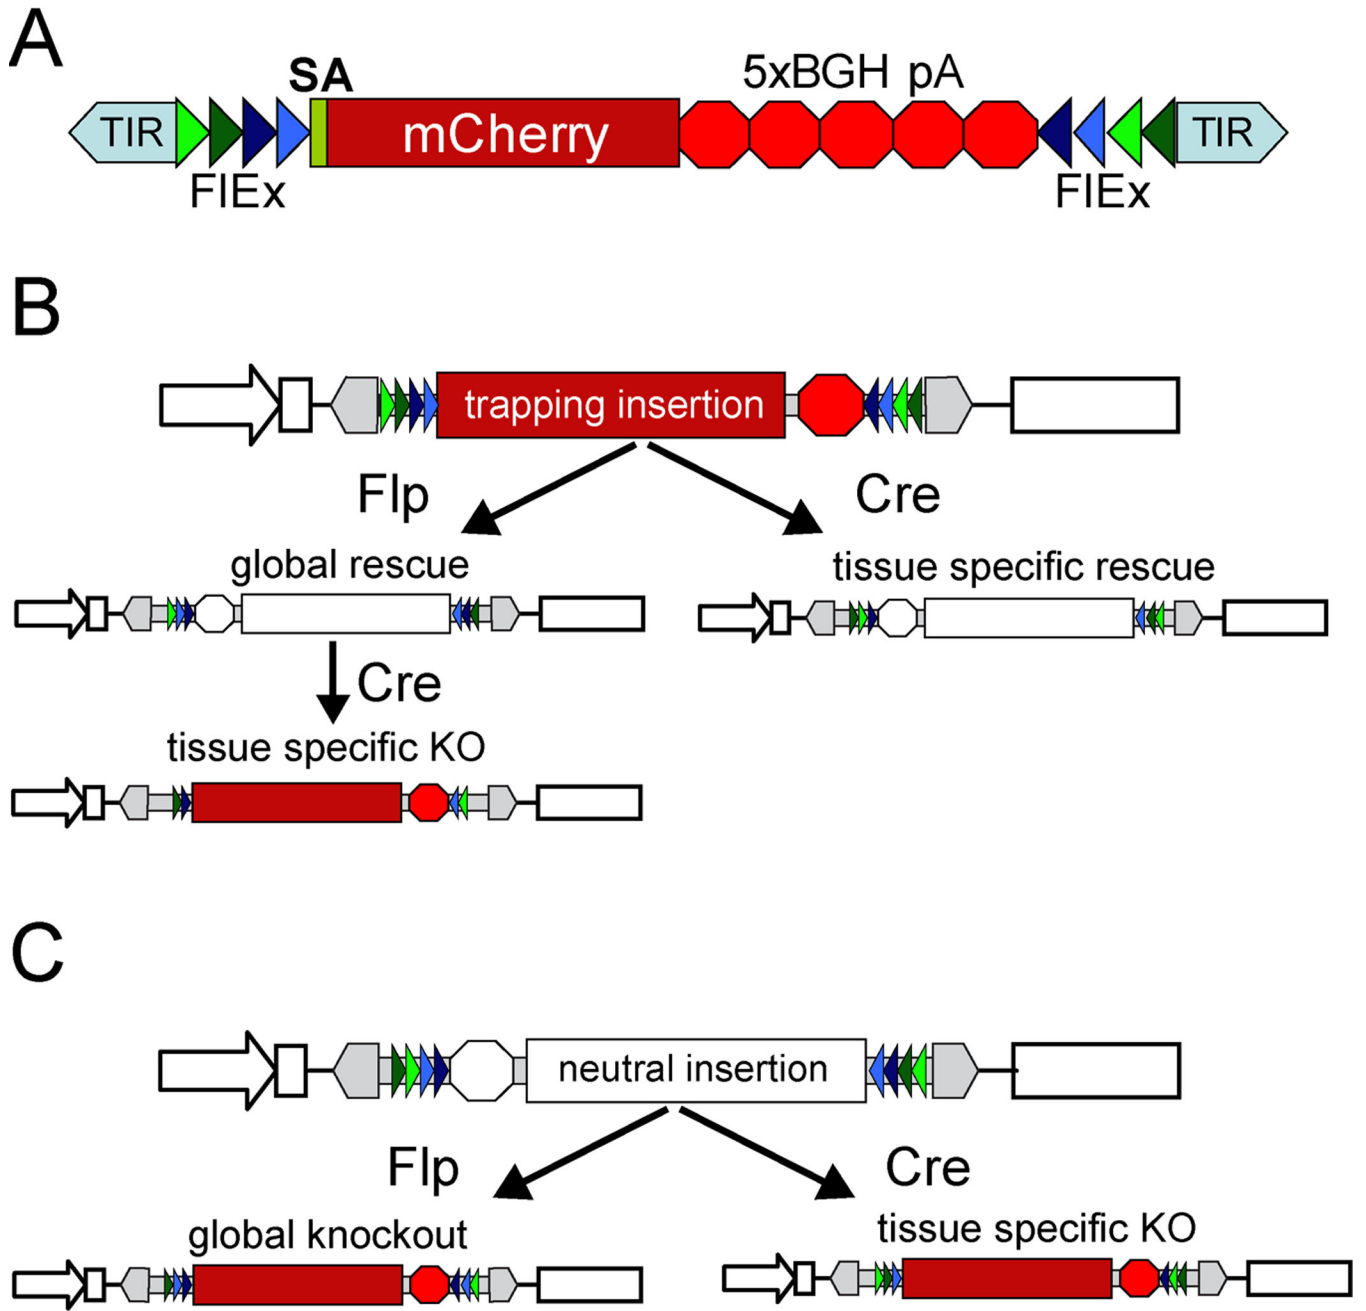 A
SA
5xBGH pA
TIR
mCherry
TIR
FlEx
FlEx
B
trapping insertion
Flp
Cre
global rescue
tissue specific rescue
Cre
tissue specific KO
C
neutral insertion
Flp
Cre
global knockout
tissue specific KO